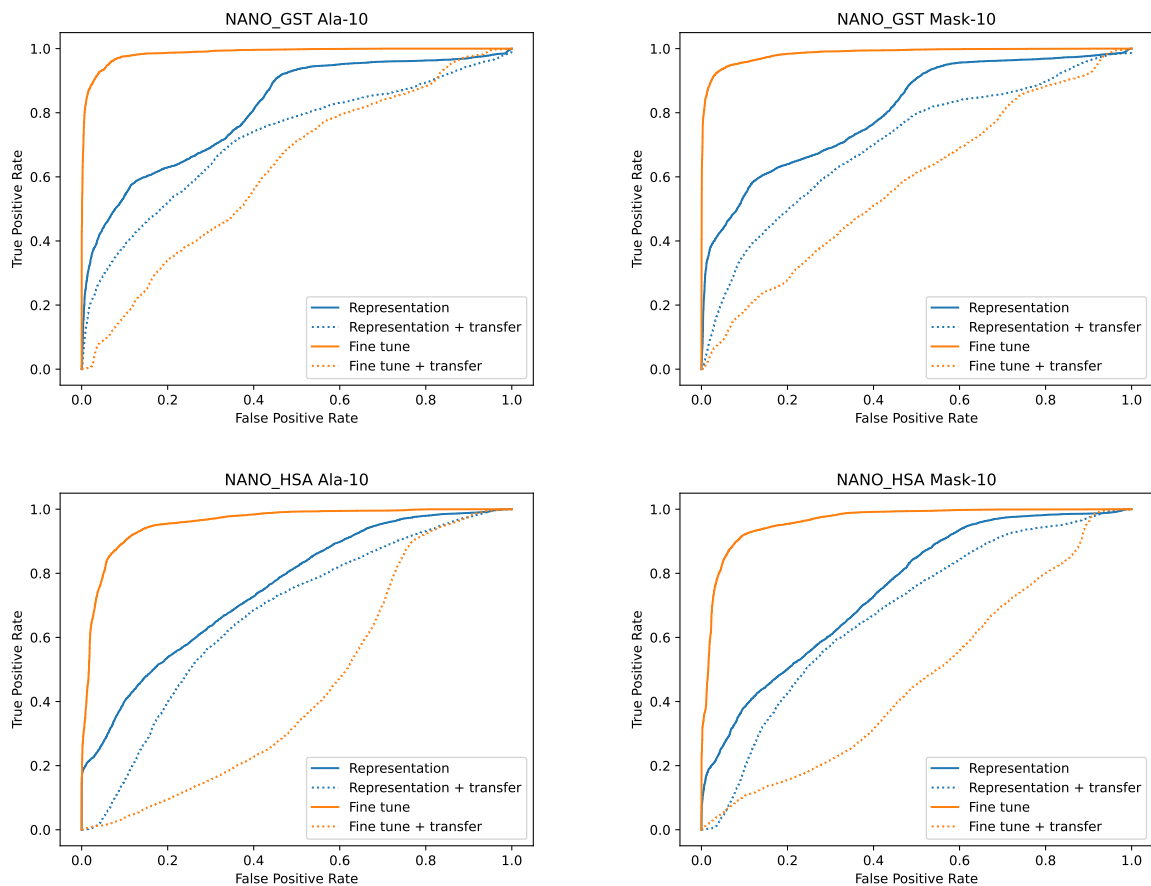 NANO_GST Ala-10
1.0
0.8
0.6
0.4
0.2
0.0
True Positive Rate
0.0 0.2 0.4 0.6 0.8 1.0
False Positive Rate
Representation
Representation + transfer
Fine tune
Fine tune + transfer
NANO_GST Mask-10
1.0
0.8
0.6
0.4
0.2
0.0
True Positive Rate
0.0 0.2 0.4 0.6 0.8 1.0
False Positive Rate
Representation
Representation + transfer
Fine tune
Fine tune + transfer
NANO_HSA Ala-10
1.0
0.8
0.6
0.4
0.2
0.0
True Positive Rate
0.0 0.2 0.4 0.6 0.8 1.0
False Positive Rate
Representation
Representation + transfer
Fine tune
Fine tune + transfer
NANO_HSA Mask-10
1.0
0.8
0.6
0.4
0.2
0.0
True Positive Rate
0.0 0.2 0.4 0.6 0.8 1.0
False Positive Rate
Representation
Representation + transfer
Fine tune
Fine tune + transfer